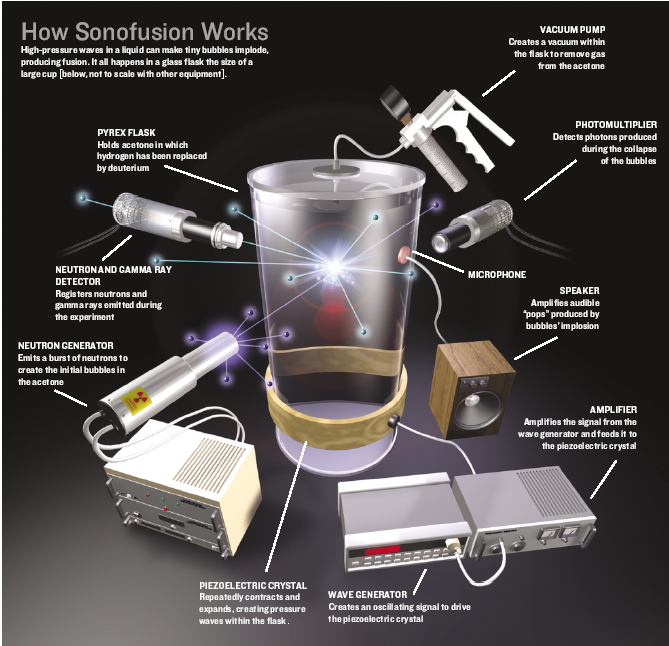 How Sonofusion Works
High-pressure waves in a liquid can make tiny bubbles implode,
producing fusion. It all happens in a glass flask the size of a
large cup [below, not to scale with other equipment].
VACUUM PUMP
Creates a vacuum within
the flask to remove gas
from the acetone
PHOTOMULTIPLIER
Detects photons produced
during the collapse
of the bubbles
PYREX FLASK
Holds acetone in which
hydrogen has been replaced
by deuterium
NEUTRON AND GAMMA RAY
DETECTOR
Registers neutrons and
gamma rays emitted during
the experiment
MICROPHONE
SPEAKER
Amplifies audible
“pops” produced by
bubbles’ implosion
NEUTRON GENERATOR
Emits a burst of neutrons to
create the initial bubbles in
the acetone
AMPLIFIER
Amplifies the signal from the
wave generator and feeds it to
the piezoelectric crystal
PIEZOELECTRIC CRYSTAL
Repeatedly contracts and
expands, creating pressure
waves within the flask.
WAVE GENERATOR
Creates an oscillating signal to drive
the piezoelectric crystal